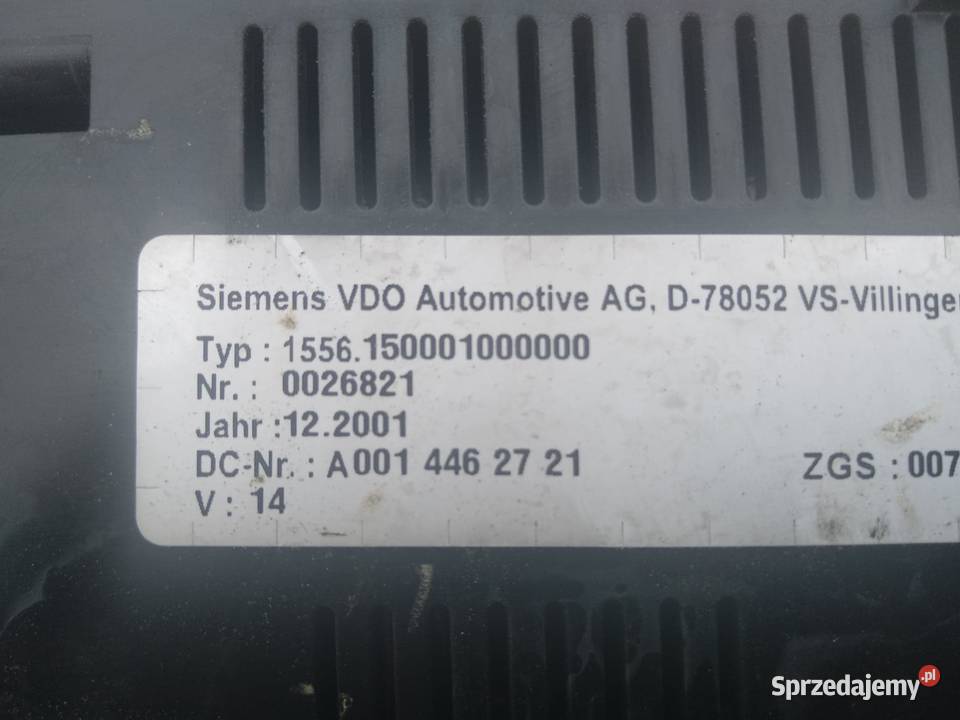 Siemens VDO Automotive AG, D-78052 VS-Villinge
Typ : 1556.150001000000
Nr. : 0026821
Jahr :12.2001
DC-Nr. : A001 446 27 21 ZGS : 007
V : 14
Sprzedajemy.pl